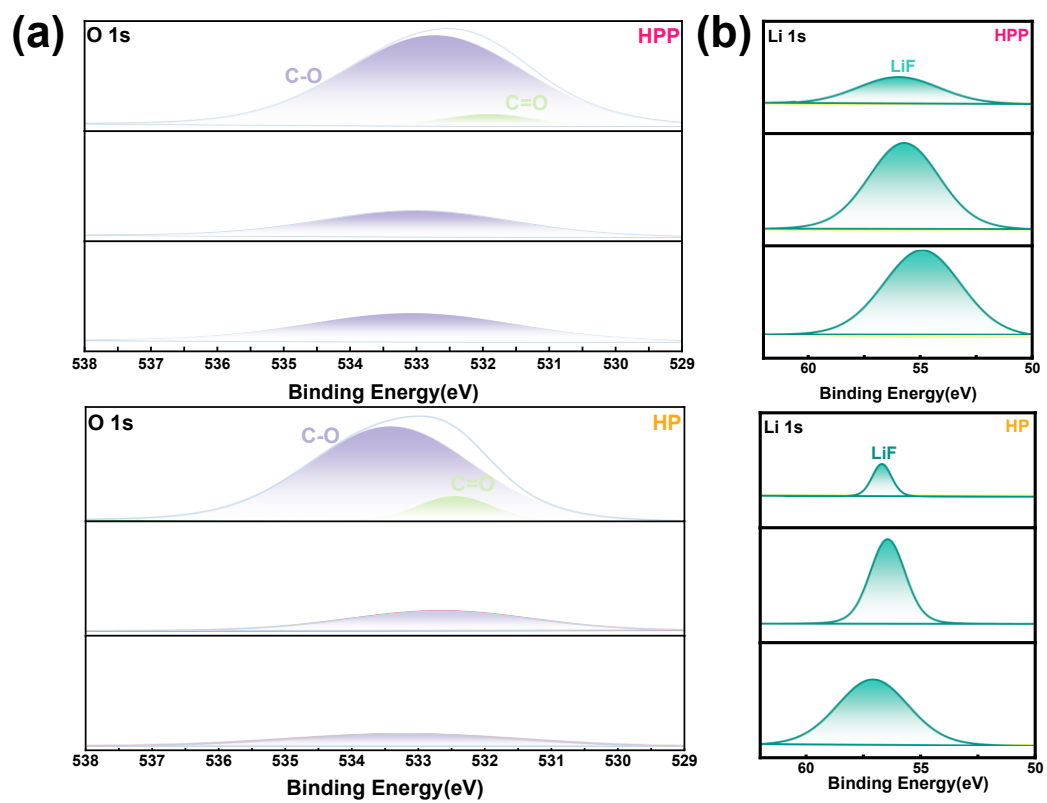 (a)
O 1s
HPP
C-O
C=O
538 537 536 535 534 533 532 531 530 529
Binding Energy(eV)
O 1s
HP
C-O
C=O
538 537 536 535 534 533 532 531 530 529
Binding Energy(eV)
(b)
Li 1s
HPP
LiF
60 55 50
Binding Energy(eV)
Li 1s
HP
LiF
60 55 50
Binding Energy(eV)